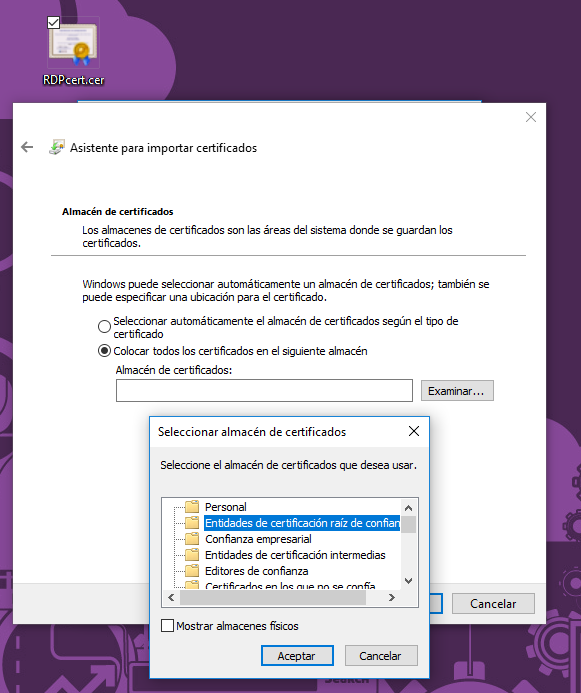 RDPcert.cer
Asistente para importar certificados
Almacén de certificados
Los almacenes de certificados son las áreas del sistema donde se guardan los
certificados.
Windows puede seleccionar automáticamente un almacén de certificados; también se
puede especificar una ubicación para el certificado.
Seleccionar automáticamente el almacén de certificados según el tipo de
certificado
Colocar todos los certificados en el siguiente almacén
Almacén de certificados:
Examinar...
Seleccionar almacén de certificados
Seleccione el almacén de certificados que desea usar.
Personal
Entidades de certificación raíz de confian
Confianza empresarial
Entidades de certificación intermedias
Editores de confianza
Certificados en los que no se confía
Mostrar almacenes físicos
Cancelar
Aceptar
Cancelar
Search